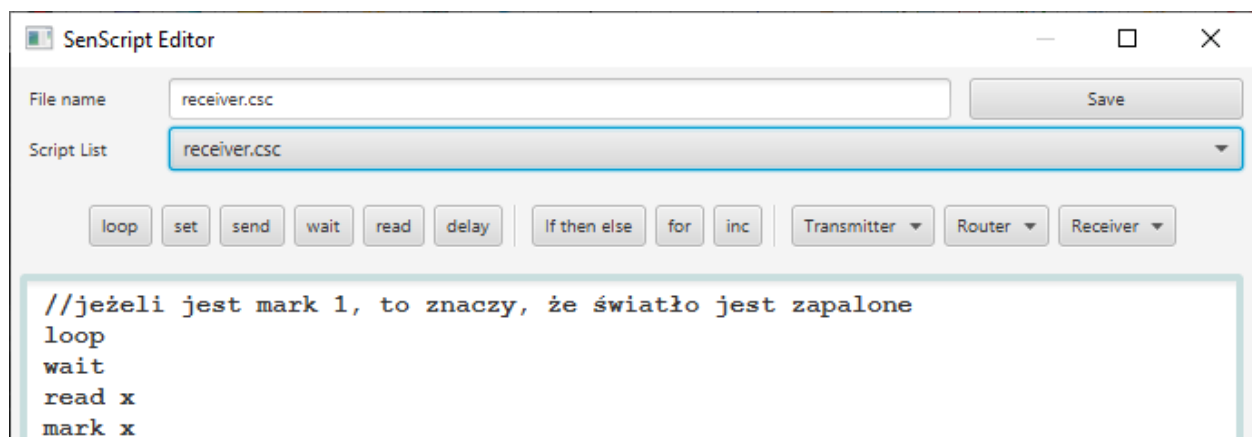 SenScript Editor
File name receiver.csc Save
Script List receiver.csc
loop set send wait read delay If then else for inc Transmitter Router Receiver
//jeżeli jest mark 1, to znaczy, że światło jest zapalone
loop
wait
read x
mark x